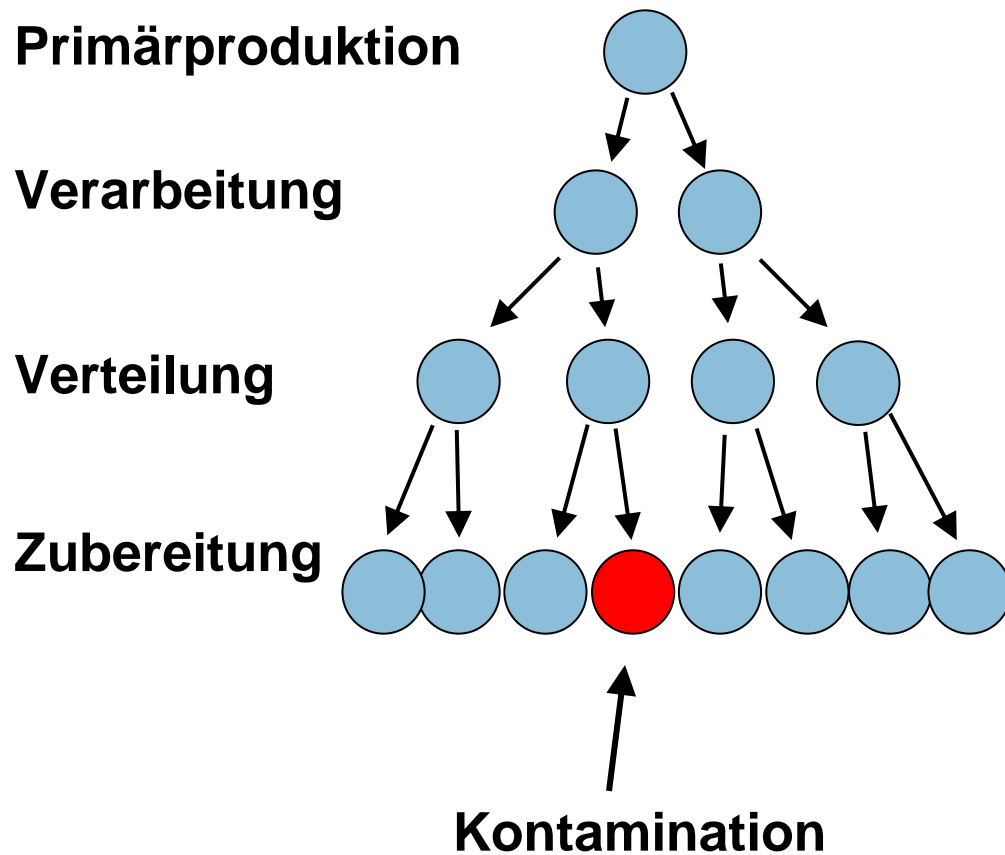 Primärproduktion
Verarbeitung
Verteilung
Zubereitung
Kontamination